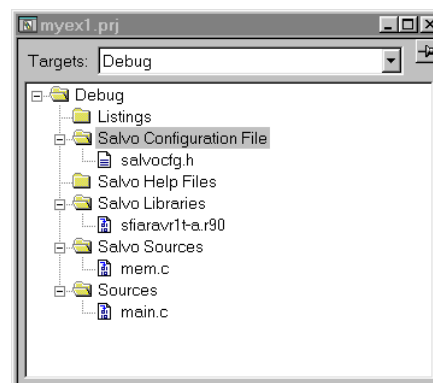 myex1.prj
Targets: Debug
Debug
Listings
Salvo Configuration File
salvocfg.h
Salvo Help Files
Salvo Libraries
sfiaravr1t-a.r90
Salvo Sources
mem.c
Sources
main.c